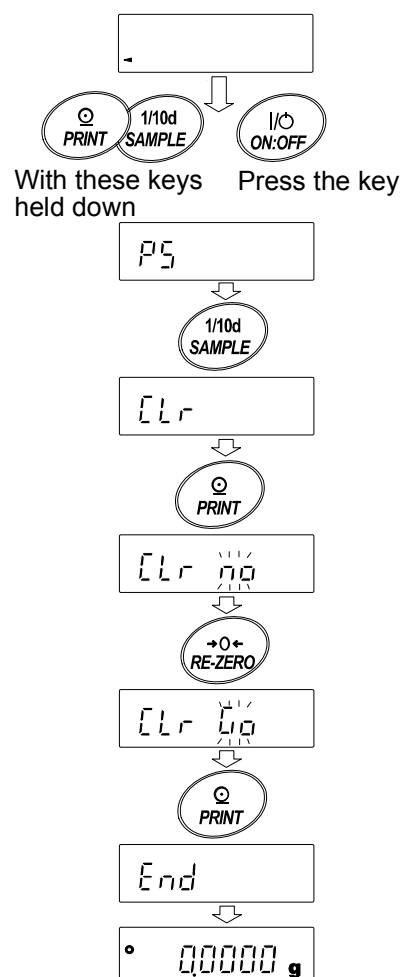 PRINT
1/10d
SAMPLE
I/⏻
ON:OFF
With these keys
held down
Press the key
PS
1/10d
SAMPLE
CLr
PRINT
CLr no
→0←
RE-ZERO
CLr Go
PRINT
End
0.0000 g